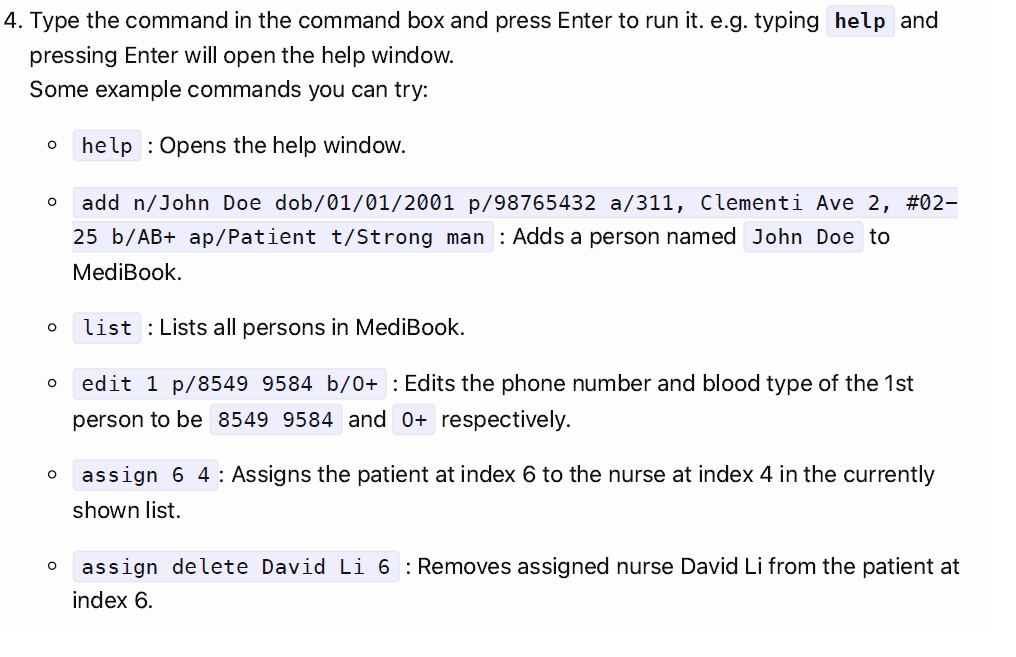 4. Type the command in the command box and press Enter to run it. e.g. typing help and
pressing Enter will open the help window.
Some example commands you can try:
help : Opens the help window.
add n/John Doe dob/01/01/2001 p/98765432 a/311, Clementi Ave 2, #02-
25 b/AB+ ap/Patient t/Strong man : Adds a person named John Doe to
MediBook.
list : Lists all persons in MediBook.
edit 1 p/8549 9584 b/O+ : Edits the phone number and blood type of the 1st
person to be 8549 9584 and O+ respectively.
assign 6 4 : Assigns the patient at index 6 to the nurse at index 4 in the currently
shown list.
assign delete David Li 6 : Removes assigned nurse David Li from the patient at
index 6.